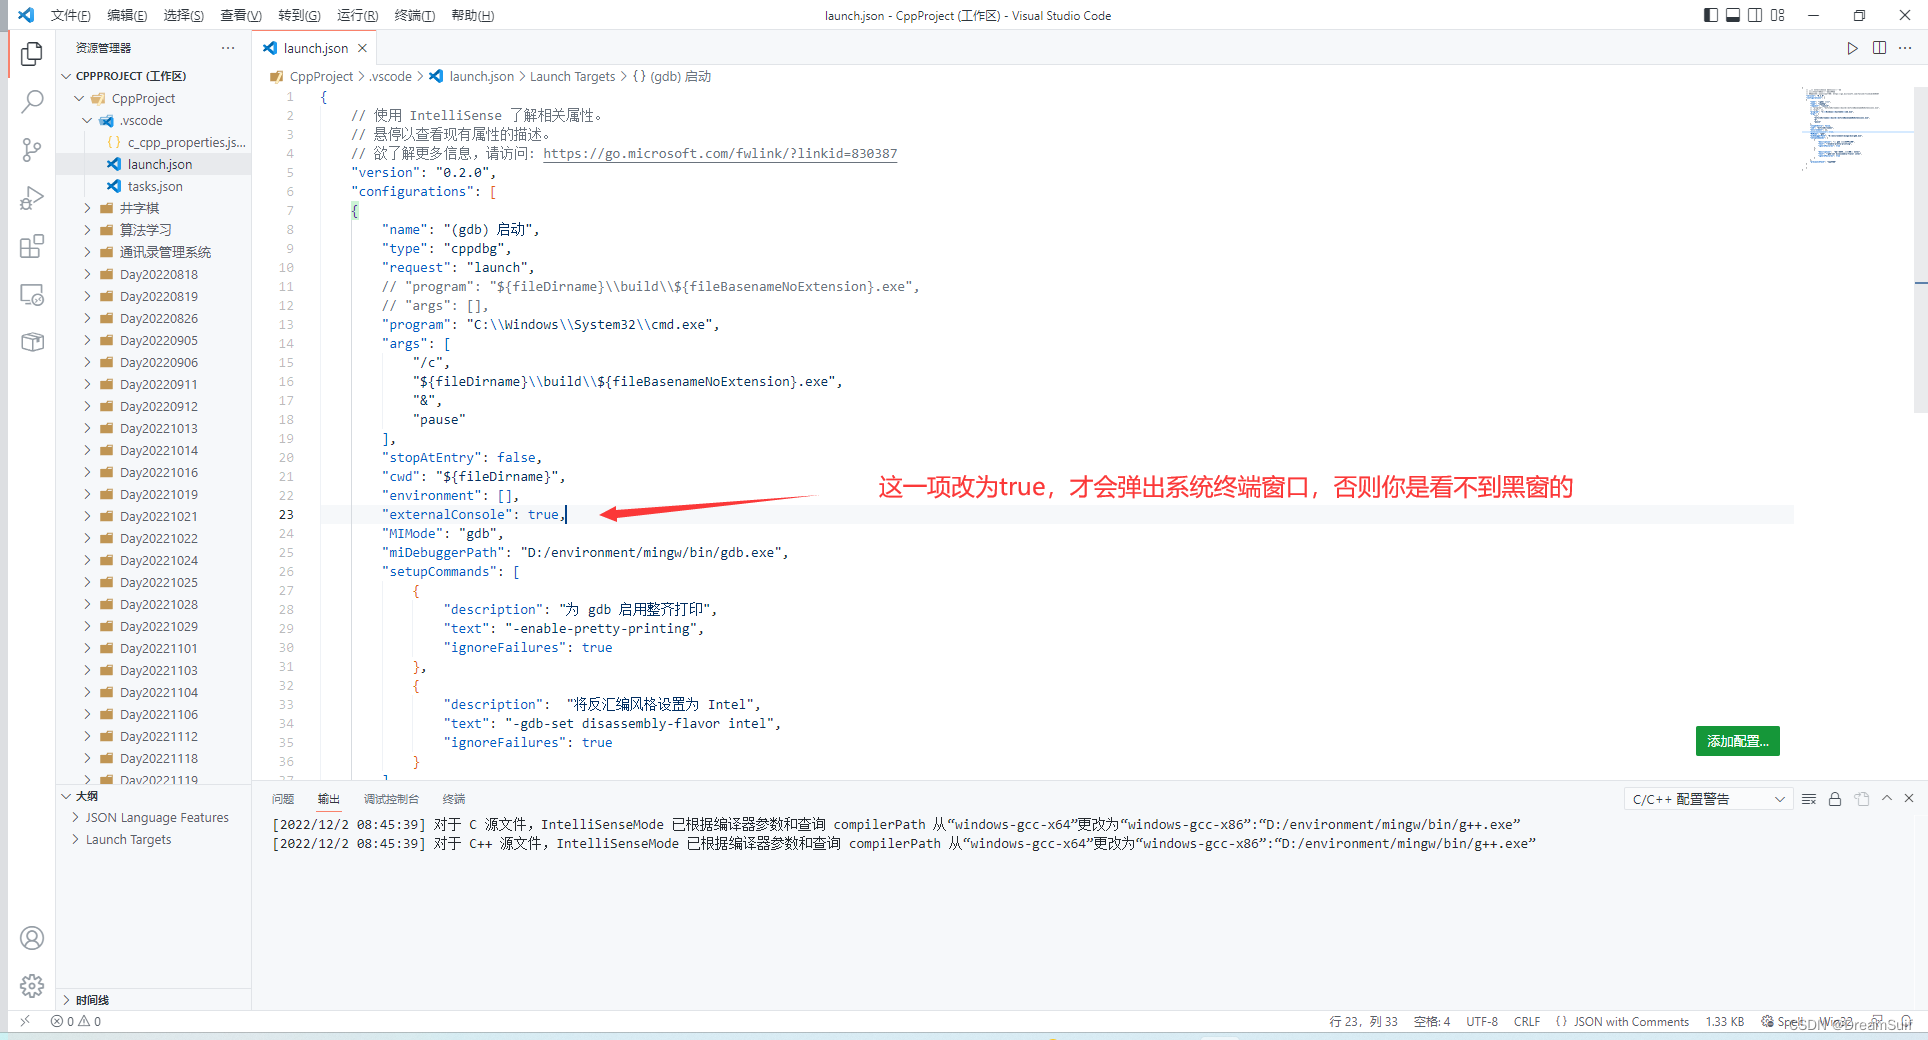 文件(F) 编辑(E) 选择(S) 查看(V) 转到(G) 运行(R) 终端(T) 帮助(H)
launch.json - CppProject (工作区) - Visual Studio Code
资源管理器 ···
CPPPROJECT (工作区)
CppProject
.vscode
{} c_cpp_properties.js...
launch.json
tasks.json
井字棋
算法学习
通讯录管理系统
Day20220818
Day20220819
Day20220826
Day20220905
Day20220906
Day20220911
Day20220912
Day20221013
Day20221014
Day20221016
Day20221019
Day20221021
Day20221022
Day20221024
Day20221025
Day20221028
Day20221029
Day20221101
Day20221103
Day20221104
Day20221106
Day20221112
Day20221118
Day20221119
大纲
JSON Language Features
Launch Targets
时间线
launch.json
CppProject > .vscode > launch.json > Launch Targets > {} (gdb) 启动
1 {
2 // 使用 IntelliSense 了解相关属性。
3 // 悬停以查看现有属性的描述。
4 // 欲了解更多信息，请访问: https://go.microsoft.com/fwlink/?linkid=830387
5 "version": "0.2.0",
6 "configurations": [
7 {
8 "name": "(gdb) 启动",
9 "type": "cppdbg",
10 "request": "launch",
11 // "program": "${fileDirname}\\build\\${fileBasenameNoExtension}.exe",
12 // "args": [],
13 "program": "C:\\Windows\\System32\\cmd.exe",
14 "args": [
15 "/c",
16 "${fileDirname}\\build\\${fileBasenameNoExtension}.exe",
17 "&",
18 "pause"
19 ],
20 "stopAtEntry": false,
21 "cwd": "${fileDirname}",
22 "environment": [],
23 "externalConsole": true,
这一项改为true，才会弹出系统终端窗口，否则你是看不到黑窗的
24 "MIMode": "gdb",
25 "miDebuggerPath": "D:/environment/mingw/bin/gdb.exe",
26 "setupCommands": [
27 {
28 "description": "为 gdb 启用整齐打印",
29 "text": "-enable-pretty-printing",
30 "ignoreFailures": true
31 },
32 {
33 "description":  "将反汇编风格设置为 Intel",
34 "text": "-gdb-set disassembly-flavor intel",
35 "ignoreFailures": true
36 }
37 ]
添加配置...
问题 输出 调试控制台 终端
C/C++ 配置警告
[2022/12/2 08:45:39] 对于 C 源文件，IntelliSenseMode 已根据编译器参数和查询 compilerPath 从“windows-gcc-x64”更改为“windows-gcc-x86”:“D:/environment/mingw/bin/g++.exe”
[2022/12/2 08:45:39] 对于 C++ 源文件，IntelliSenseMode 已根据编译器参数和查询 compilerPath 从“windows-gcc-x64”更改为“windows-gcc-x86”:“D:/environment/mingw/bin/g++.exe”
0 0
行 23，列 33 空格: 4 UTF-8 CRLF {} JSON with Comments 1.33 KB Spell Win32
CSDN @DreamSurf